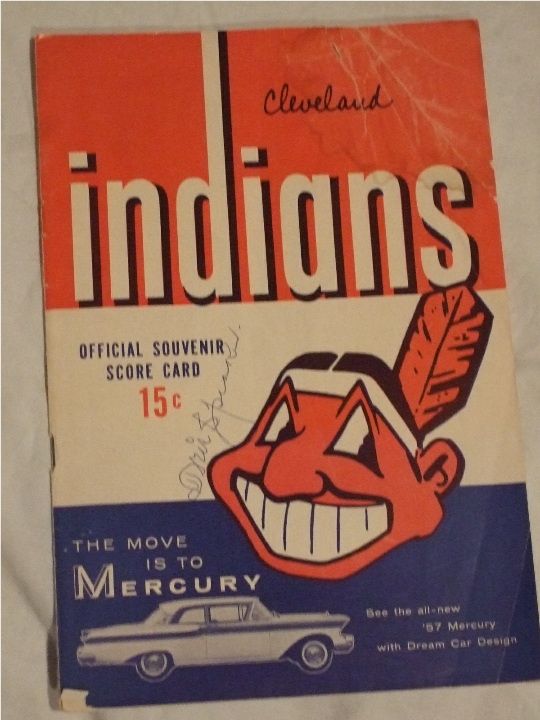 Cleveland
indians
OFFICIAL SOUVENIR
SCORE CARD
15c
THE MOVE
IS TO
MERCURY
See the all-new
'57 Mercury
with Dream Car Design